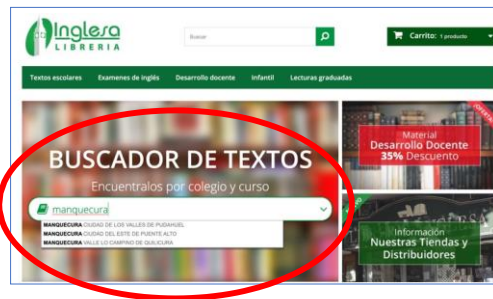 Inglesa
LIBRERIA
Buscar
Carrito: 1 producto
Textos escolares Examenes de inglés Desarrollo docente Infantil Lecturas graduadas
BUSCADOR DE TEXTOS
Encuentralos por colegio y curso
manquecura
MANQUECURA CIUDAD DE LOS VALLES DE PUDAHUEL
MANQUECURA CIUDAD DEL ESTE DE PUENTE ALTO
MANQUECURA VALLE LO CAMPINO DE QUILICURA
OFERTA
Material
Desarrollo Docente
35% Descuento
Información
Nuestras Tiendas y
Distribuidores